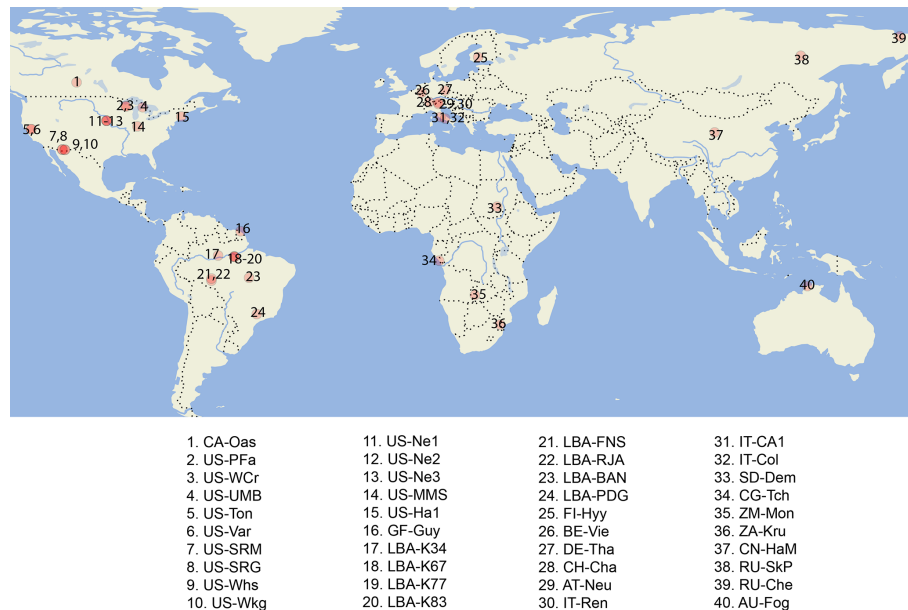 39
25
38
1
26
27
2,3
4
28
29,30
11-13
15
5,6
14
31,32
7,8
37
9,10
33
16
17
34
18-20
21,22
23
40
35
24
36
1. CA-Oas
2. US-PFa
3. US-WCr
4. US-UMB
5. US-Ton
6. US-Var
7. US-SRM
8. US-SRG
9. US-Whs
10. US-Wkg
11. US-Ne1
12. US-Ne2
13. US-Ne3
14. US-MMS
15. US-Ha1
16. GF-Guy
17. LBA-K34
18. LBA-K67
19. LBA-K77
20. LBA-K83
21. LBA-FNS
22. LBA-RJA
23. LBA-BAN
24. LBA-PDG
25. FI-Hyy
26. BE-Vie
27. DE-Tha
28. CH-Cha
29. AT-Neu
30. IT-Ren
31. IT-CA1
32. IT-Col
33. SD-Dem
34. CG-Tch
35. ZM-Mon
36. ZA-Kru
37. CN-HaM
38. RU-SkP
39. RU-Che
40. AU-Fog